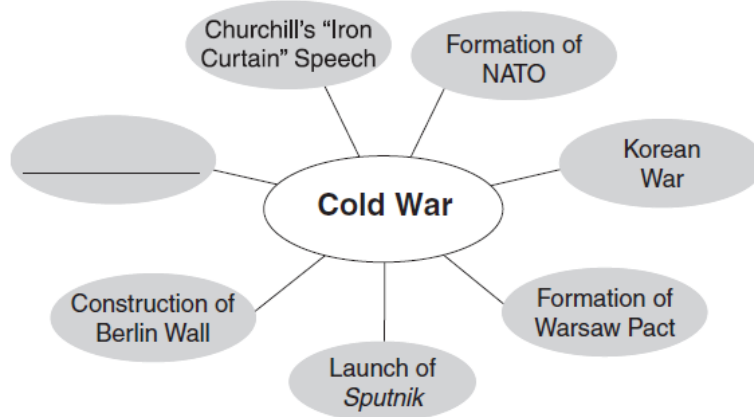 Churchill's “Iron
Curtain” Speech
Formation of
NATO
Korean
War
Cold War
Formation of
Warsaw Pact
Launch of
Sputnik
Construction of
Berlin Wall